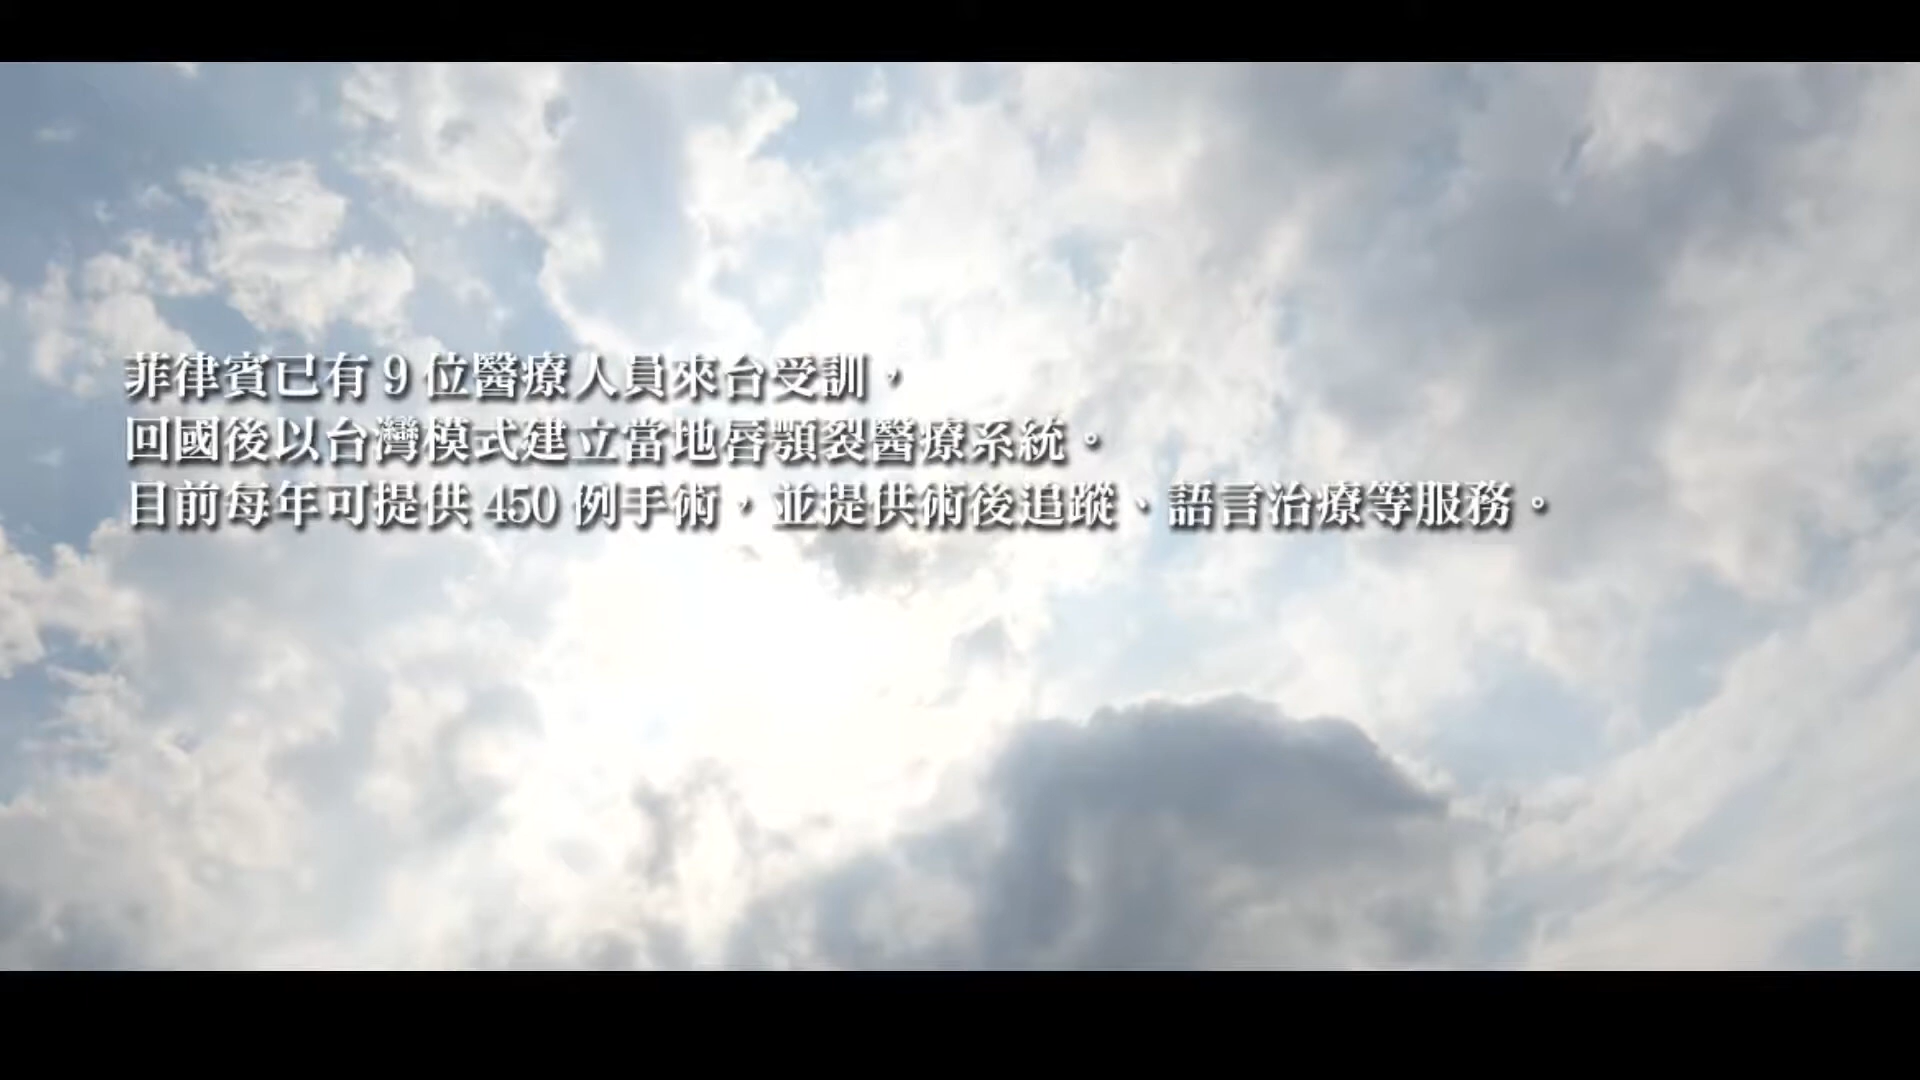 菲律賓已有 9 位醫療人員來台受訓，
回國後以台灣模式建立當地唇顎裂醫療系統。
目前每年可提供 450 例手術，並提供術後追蹤、語言治療等服務。